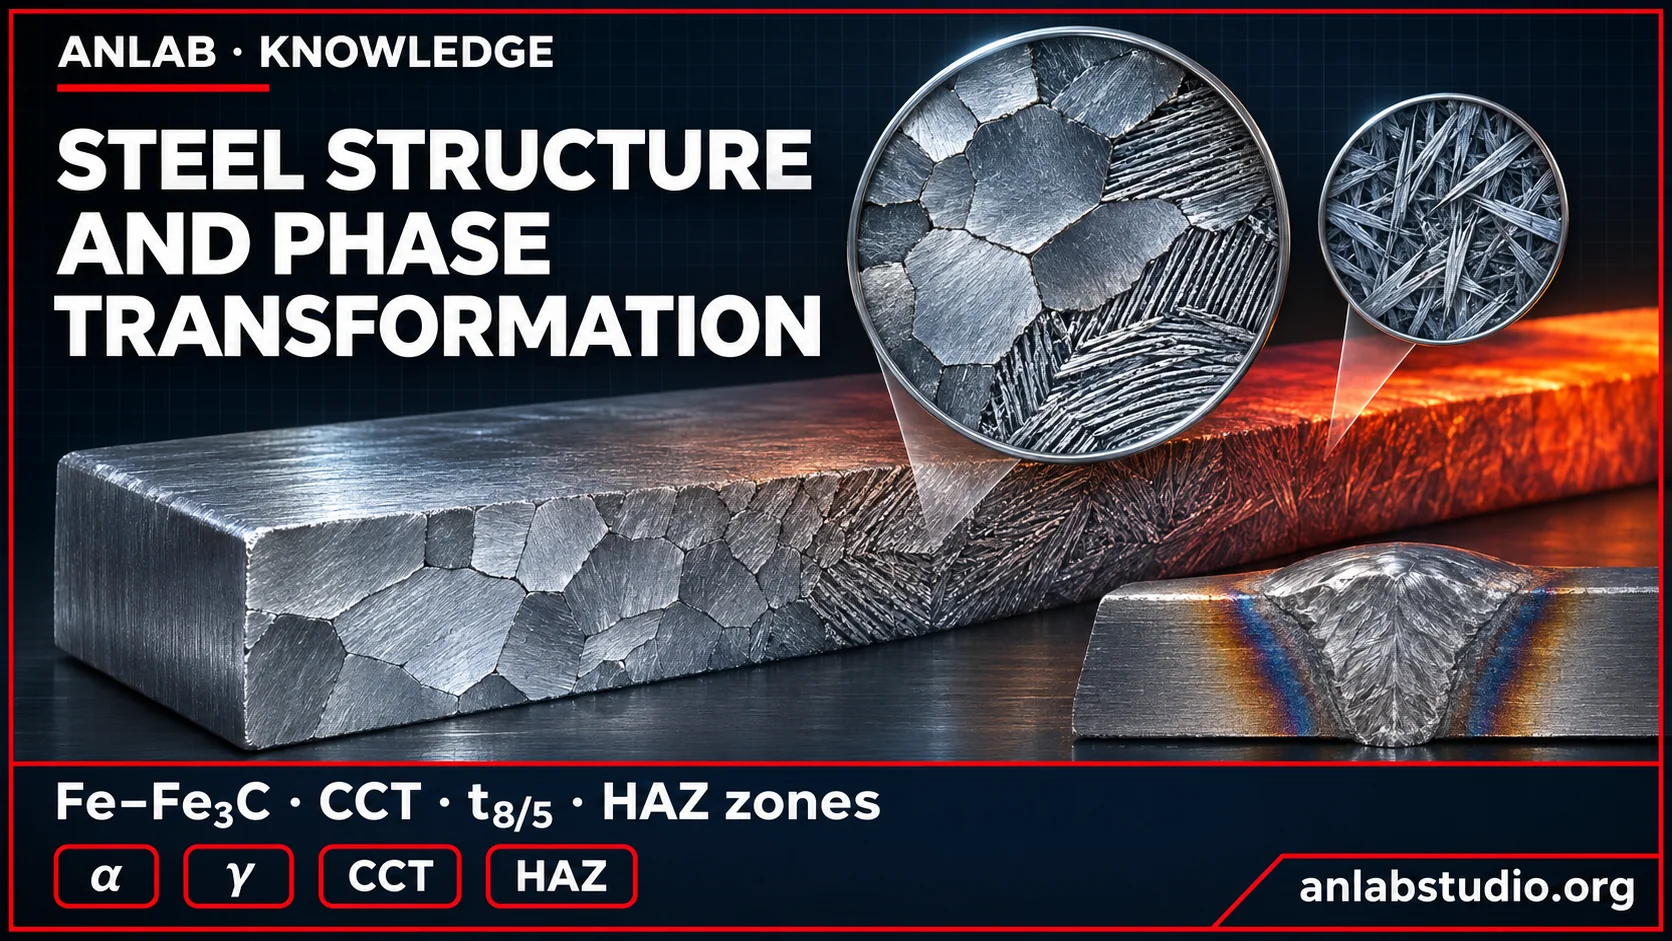 ANLAB · KNOWLEDGE
STEEL STRUCTURE
AND PHASE
TRANSFORMATION
Fe–Fe₃C · CCT · t₈/₅ · HAZ zones
α γ CCT HAZ
anlabstudio.org